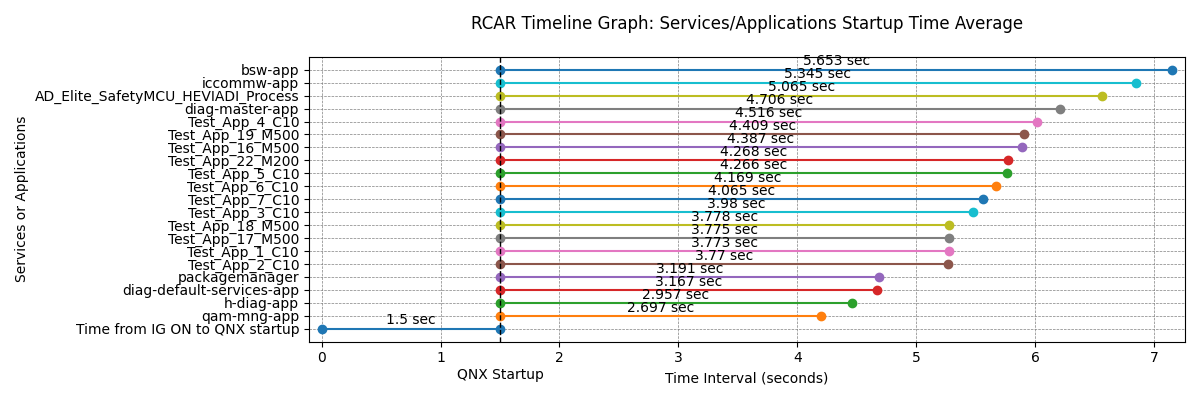 RCAR Timeline Graph: Services/Applications Startup Time Average
Services or Applications
bsw-app
5.653 sec
iccommw-app
5.345 sec
AD_Elite_SafetyMCU_HEVIADI_Process
5.065 sec
diag-master-app
4.706 sec
Test_App_4_C10
4.516 sec
Test_App_19_M500
4.409 sec
Test_App_16_M500
4.387 sec
Test_App_22_M200
4.268 sec
Test_App_5_C10
4.266 sec
Test_App_6_C10
4.169 sec
Test_App_7_C10
4.065 sec
Test_App_3_C10
3.98 sec
Test_App_18_M500
3.778 sec
Test_App_17_M500
3.775 sec
Test_App_1_C10
3.773 sec
Test_App_2_C10
3.77 sec
packagemanager
3.191 sec
diag-default-services-app
3.167 sec
h-diag-app
2.957 sec
qam-mng-app
2.697 sec
Time from IG ON to QNX startup
1.5 sec
0 1 2 3 4 5 6 7
QNX Startup
Time Interval (seconds)